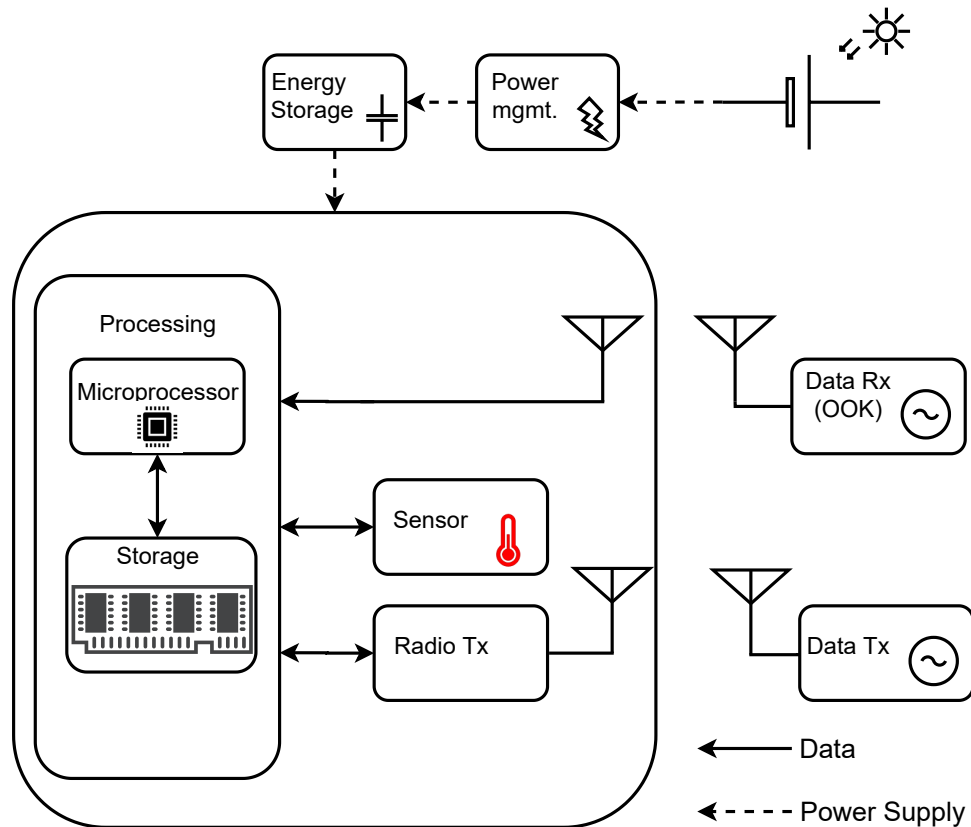 Energy
Storage
Power
mgmt.
Processing
Microprocessor
Data Rx
(OOK)
Sensor
Storage
Radio Tx
Data Tx
Data
Power Supply